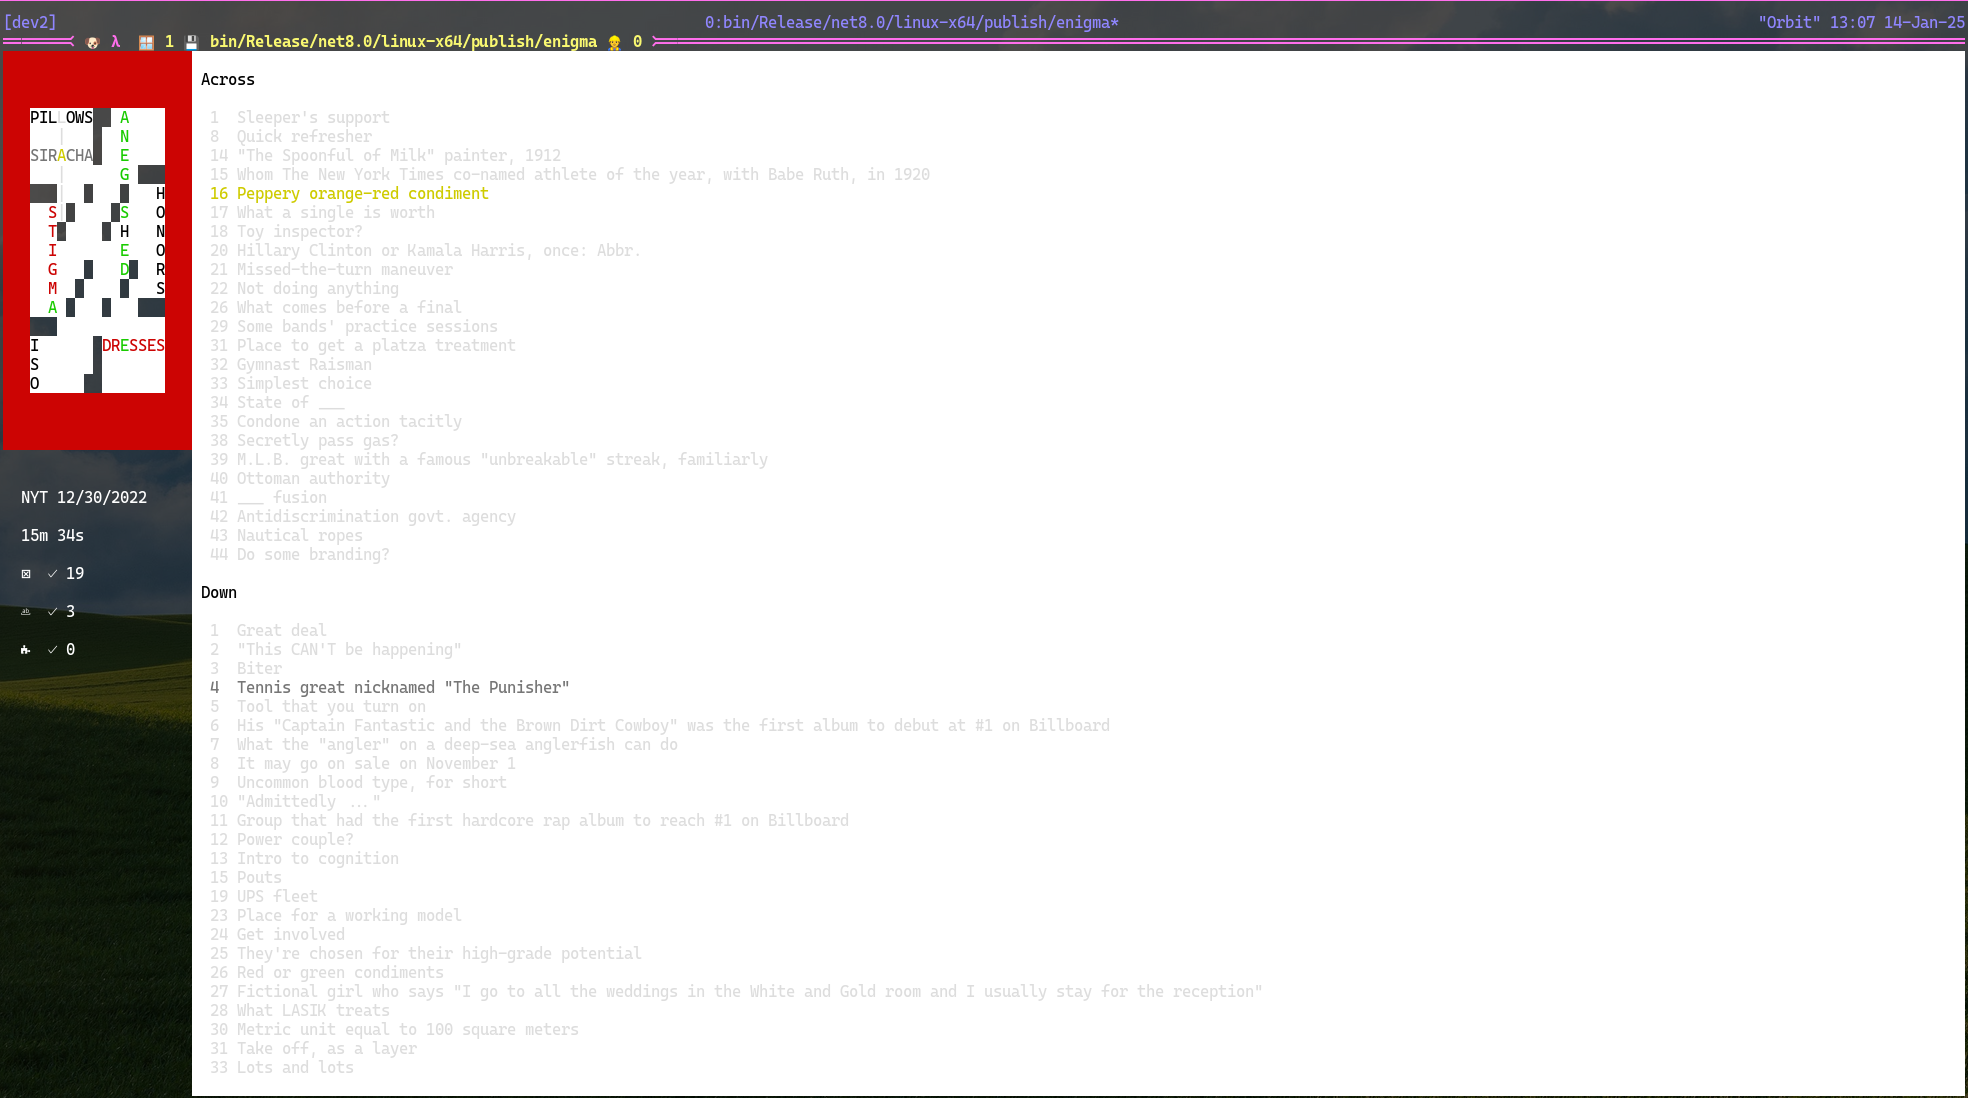 [dev2] 0:bin/Release/net8.0/linux-x64/publish/enigma* "Orbit" 13:07 14-Jan-25
λ 1 bin/Release/net8.0/linux-x64/publish/enigma 0
PILLOWS A
N
SIRACHA E
G
H
S S O
T H N
I E O
G D R
M S
A
I DRESSES
S
O
NYT 12/30/2022
15m 34s
✓ 19
✓ 3
✓ 0
Across
1 Sleeper's support
8 Quick refresher
14 "The Spoonful of Milk" painter, 1912
15 Whom The New York Times co-named athlete of the year, with Babe Ruth, in 1920
16 Peppery orange-red condiment
17 What a single is worth
18 Toy inspector?
20 Hillary Clinton or Kamala Harris, once: Abbr.
21 Missed-the-turn maneuver
22 Not doing anything
26 What comes before a final
29 Some bands' practice sessions
31 Place to get a platza treatment
32 Gymnast Raisman
33 Simplest choice
34 State of ___
35 Condone an action tacitly
38 Secretly pass gas?
39 M.L.B. great with a famous "unbreakable" streak, familiarly
40 Ottoman authority
41 ___ fusion
42 Antidiscrimination govt. agency
43 Nautical ropes
44 Do some branding?
Down
1 Great deal
2 "This CAN'T be happening"
3 Biter
4 Tennis great nicknamed "The Punisher"
5 Tool that you turn on
6 His "Captain Fantastic and the Brown Dirt Cowboy" was the first album to debut at #1 on Billboard
7 What the "angler" on a deep-sea anglerfish can do
8 It may go on sale on November 1
9 Uncommon blood type, for short
10 "Admittedly ..."
11 Group that had the first hardcore rap album to reach #1 on Billboard
12 Power couple?
13 Intro to cognition
15 Pouts
19 UPS fleet
23 Place for a working model
24 Get involved
25 They're chosen for their high-grade potential
26 Red or green condiments
27 Fictional girl who says "I go to all the weddings in the White and Gold room and I usually stay for the reception"
28 What LASIK treats
30 Metric unit equal to 100 square meters
31 Take off, as a layer
33 Lots and lots